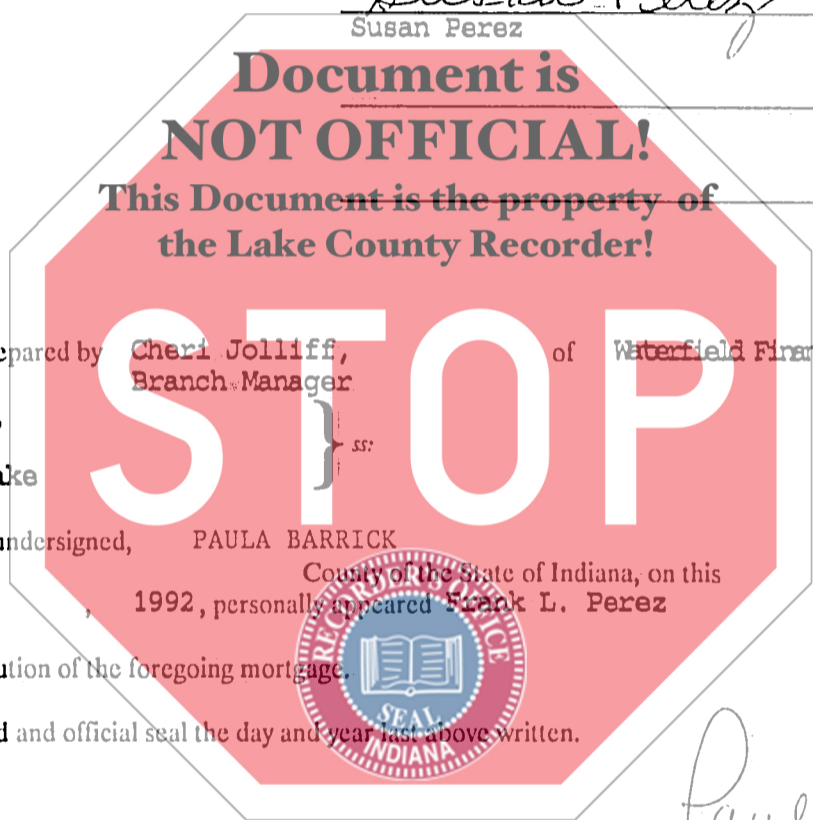 Susan Perez
Document is
NOT OFFICIAL!
This Document is the property of
the Lake County Recorder!
STOP
epared by Cheri Jolliff, of Waterfield Finan
Branch Manager
ss:
ake
undersigned, PAULA BARRICK
County of the State of Indiana, on this
, 1992, personally appeared Frank L. Perez
ution of the foregoing mortgage.
d and official seal the day and year last above written.
RECORDER'S OFFICE
SEAL
INDIANA